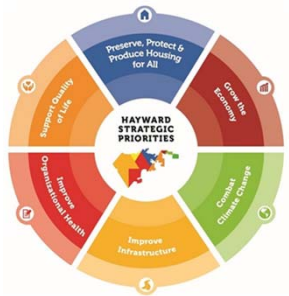 Preserve, Protect &
Produce Housing
for All
Grow the
Economy
Combat
Climate Change
Improve
Infrastructure
Improve
Organizational Health
Support Quality
of Life
HAYWARD
STRATEGIC
PRIORITIES